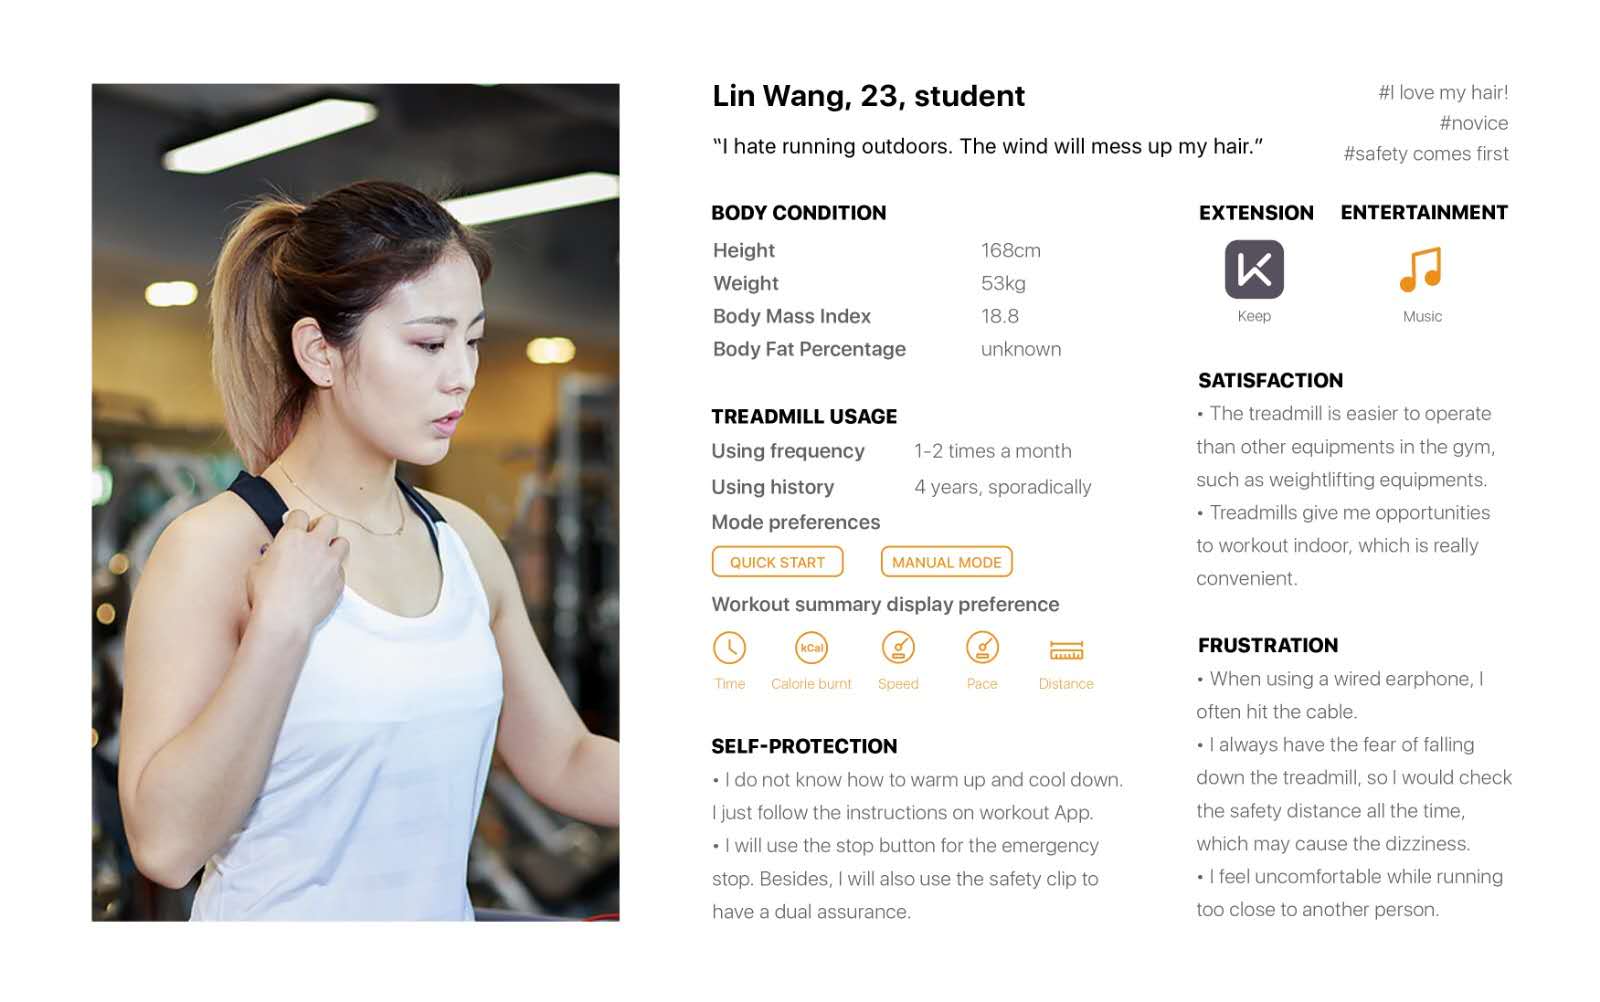 Lin Wang, 23, student
“I hate running outdoors. The wind will mess up my hair.”
#I love my hair!
#novice
#safety comes first
BODY CONDITION
Height 168cm
Weight 53kg
Body Mass Index 18.8
Body Fat Percentage unknown
TREADMILL USAGE
Using frequency 1-2 times a month
Using history 4 years, sporadically
Mode preferences
QUICK START MANUAL MODE
Workout summary display preference
kCal
Time Calorie burnt Speed Pace Distance
SELF-PROTECTION
• I do not know how to warm up and cool down.
I just follow the instructions on workout App.
• I will use the stop button for the emergency
stop. Besides, I will also use the safety clip to
have a dual assurance.
EXTENSION ENTERTAINMENT
K
Keep Music
SATISFACTION
• The treadmill is easier to operate
than other equipments in the gym,
such as weightlifting equipments.
• Treadmills give me opportunities
to workout indoor, which is really
convenient.
FRUSTRATION
• When using a wired earphone, I
often hit the cable.
• I always have the fear of falling
down the treadmill, so I would check
the safety distance all the time,
which may cause the dizziness.
• I feel uncomfortable while running
too close to another person.